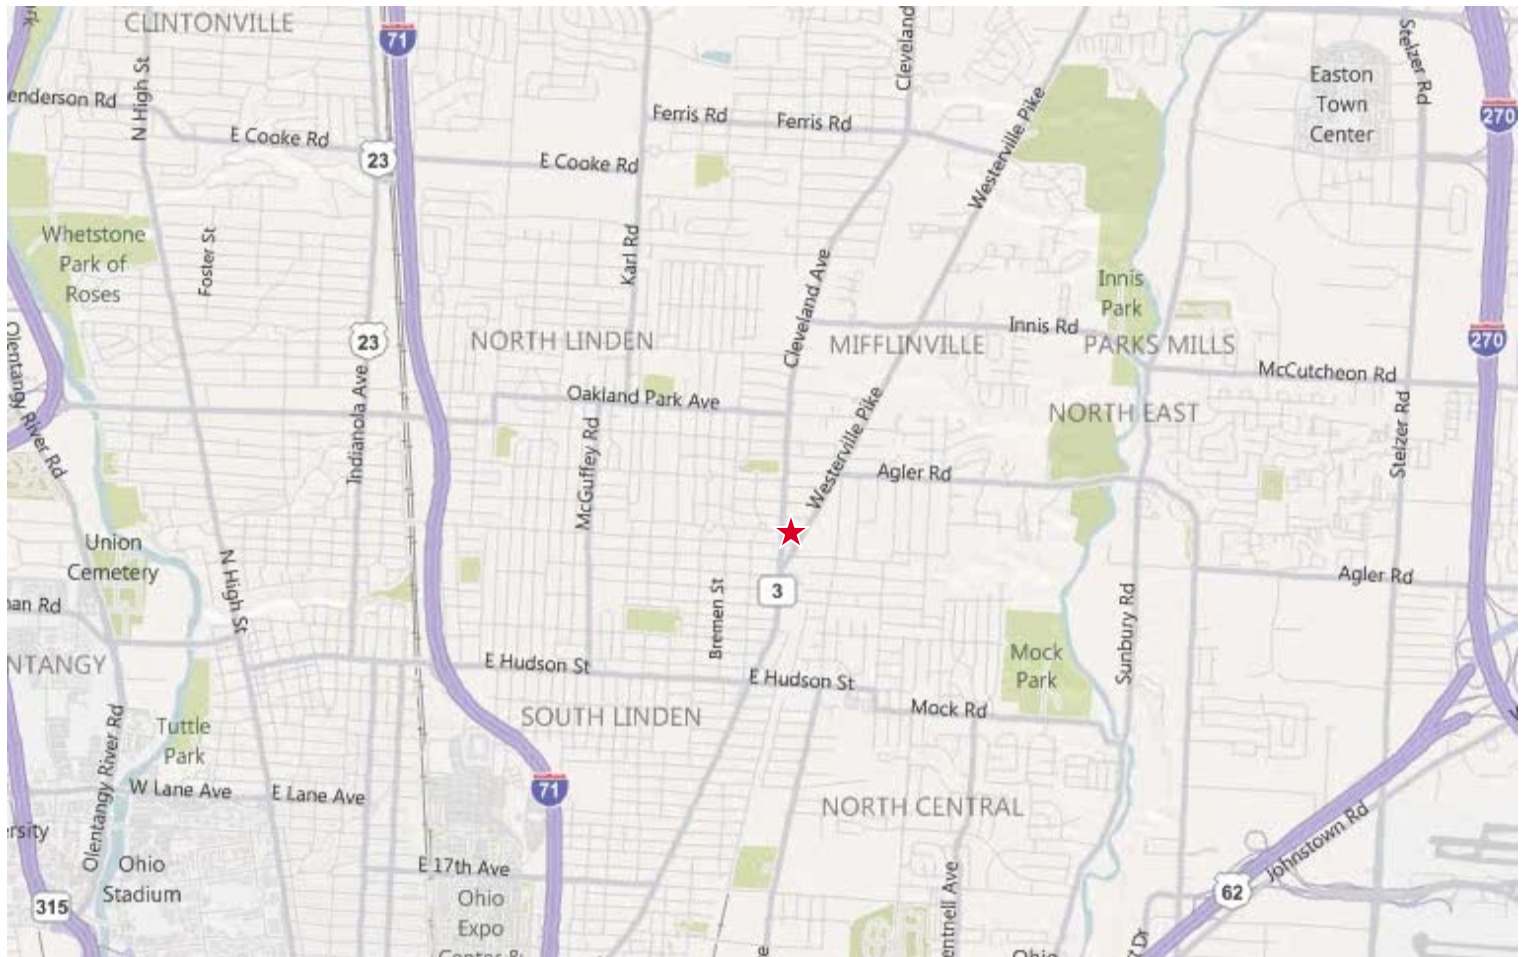 CLINTONVILLE
71
Cleveland
Stelzer Rd
Easton
Town
Center
270
enderson Rd
N High St
E Cooke Rd
23
E Cooke Rd
Ferris Rd
Ferris Rd
Westerville Pike
Whetstone
Park of
Roses
Foster St
Karl Rd
Cleveland Ave
Innis
Park
Olentangy River Rd
23
NORTH LINDEN
MIFFLINVILLE
Innis Rd
PARKS MILLS
270
McCutcheon Rd
Indianola Ave
Oakland Park Ave
Westerville Pike
NORTH EAST
Stelzer Rd
McGuffey Rd
Agler Rd
Union
Cemetery
N High St
3
Bremen St
Agler Rd
Sunbury Rd
NTANGY
E Hudson St
E Hudson St
Mock
Park
Mock Rd
SOUTH LINDEN
Tuttle
Park
Olentangy River Rd
W Lane Ave
E Lane Ave
71
NORTH CENTRAL
Johnstown Rd
ersity
Ohio
Stadium
E 17th Ave
Ohio
Expo
315
62
entnell Ave
Dr